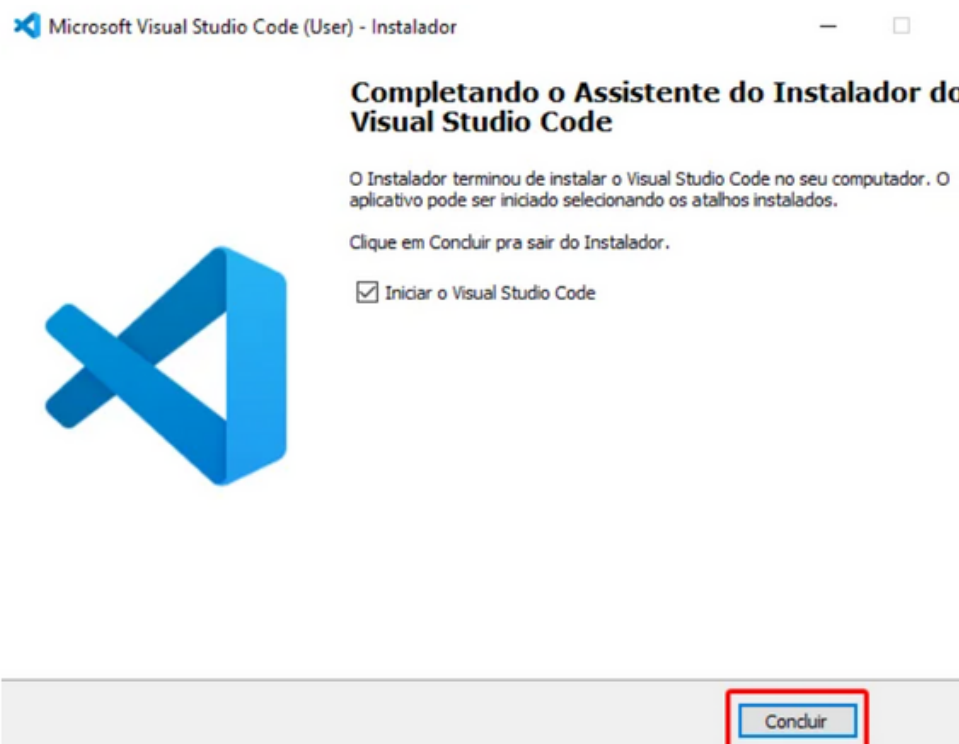 Microsoft Visual Studio Code (User) - Instalador
Completando o Assistente do Instalador do
Visual Studio Code
O Instalador terminou de instalar o Visual Studio Code no seu computador. O
aplicativo pode ser iniciado selecionando os atalhos instalados.
Clique em Concluir pra sair do Instalador.
Iniciar o Visual Studio Code
Concluir